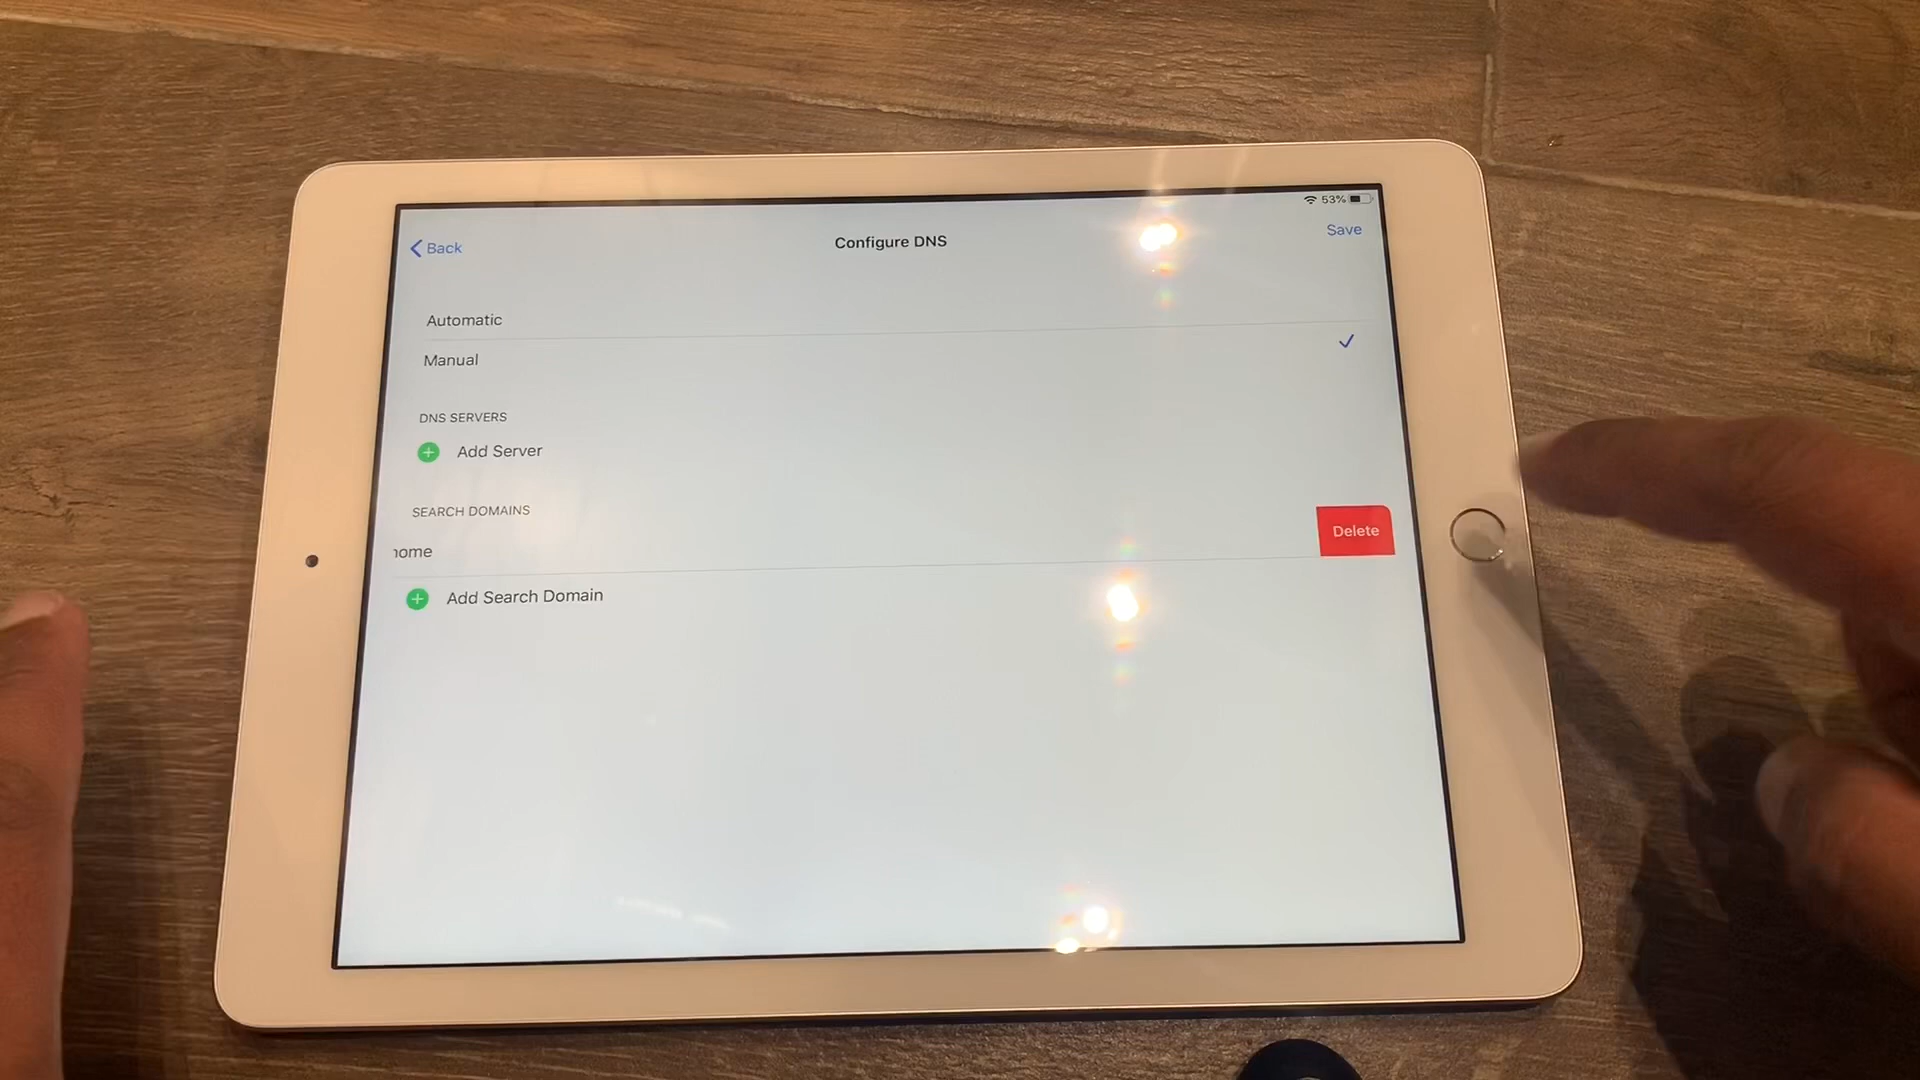 53%
Back
Configure DNS
Save
Automatic
Manual
DNS SERVERS
Add Server
SEARCH DOMAINS
home
Delete
Add Search Domain